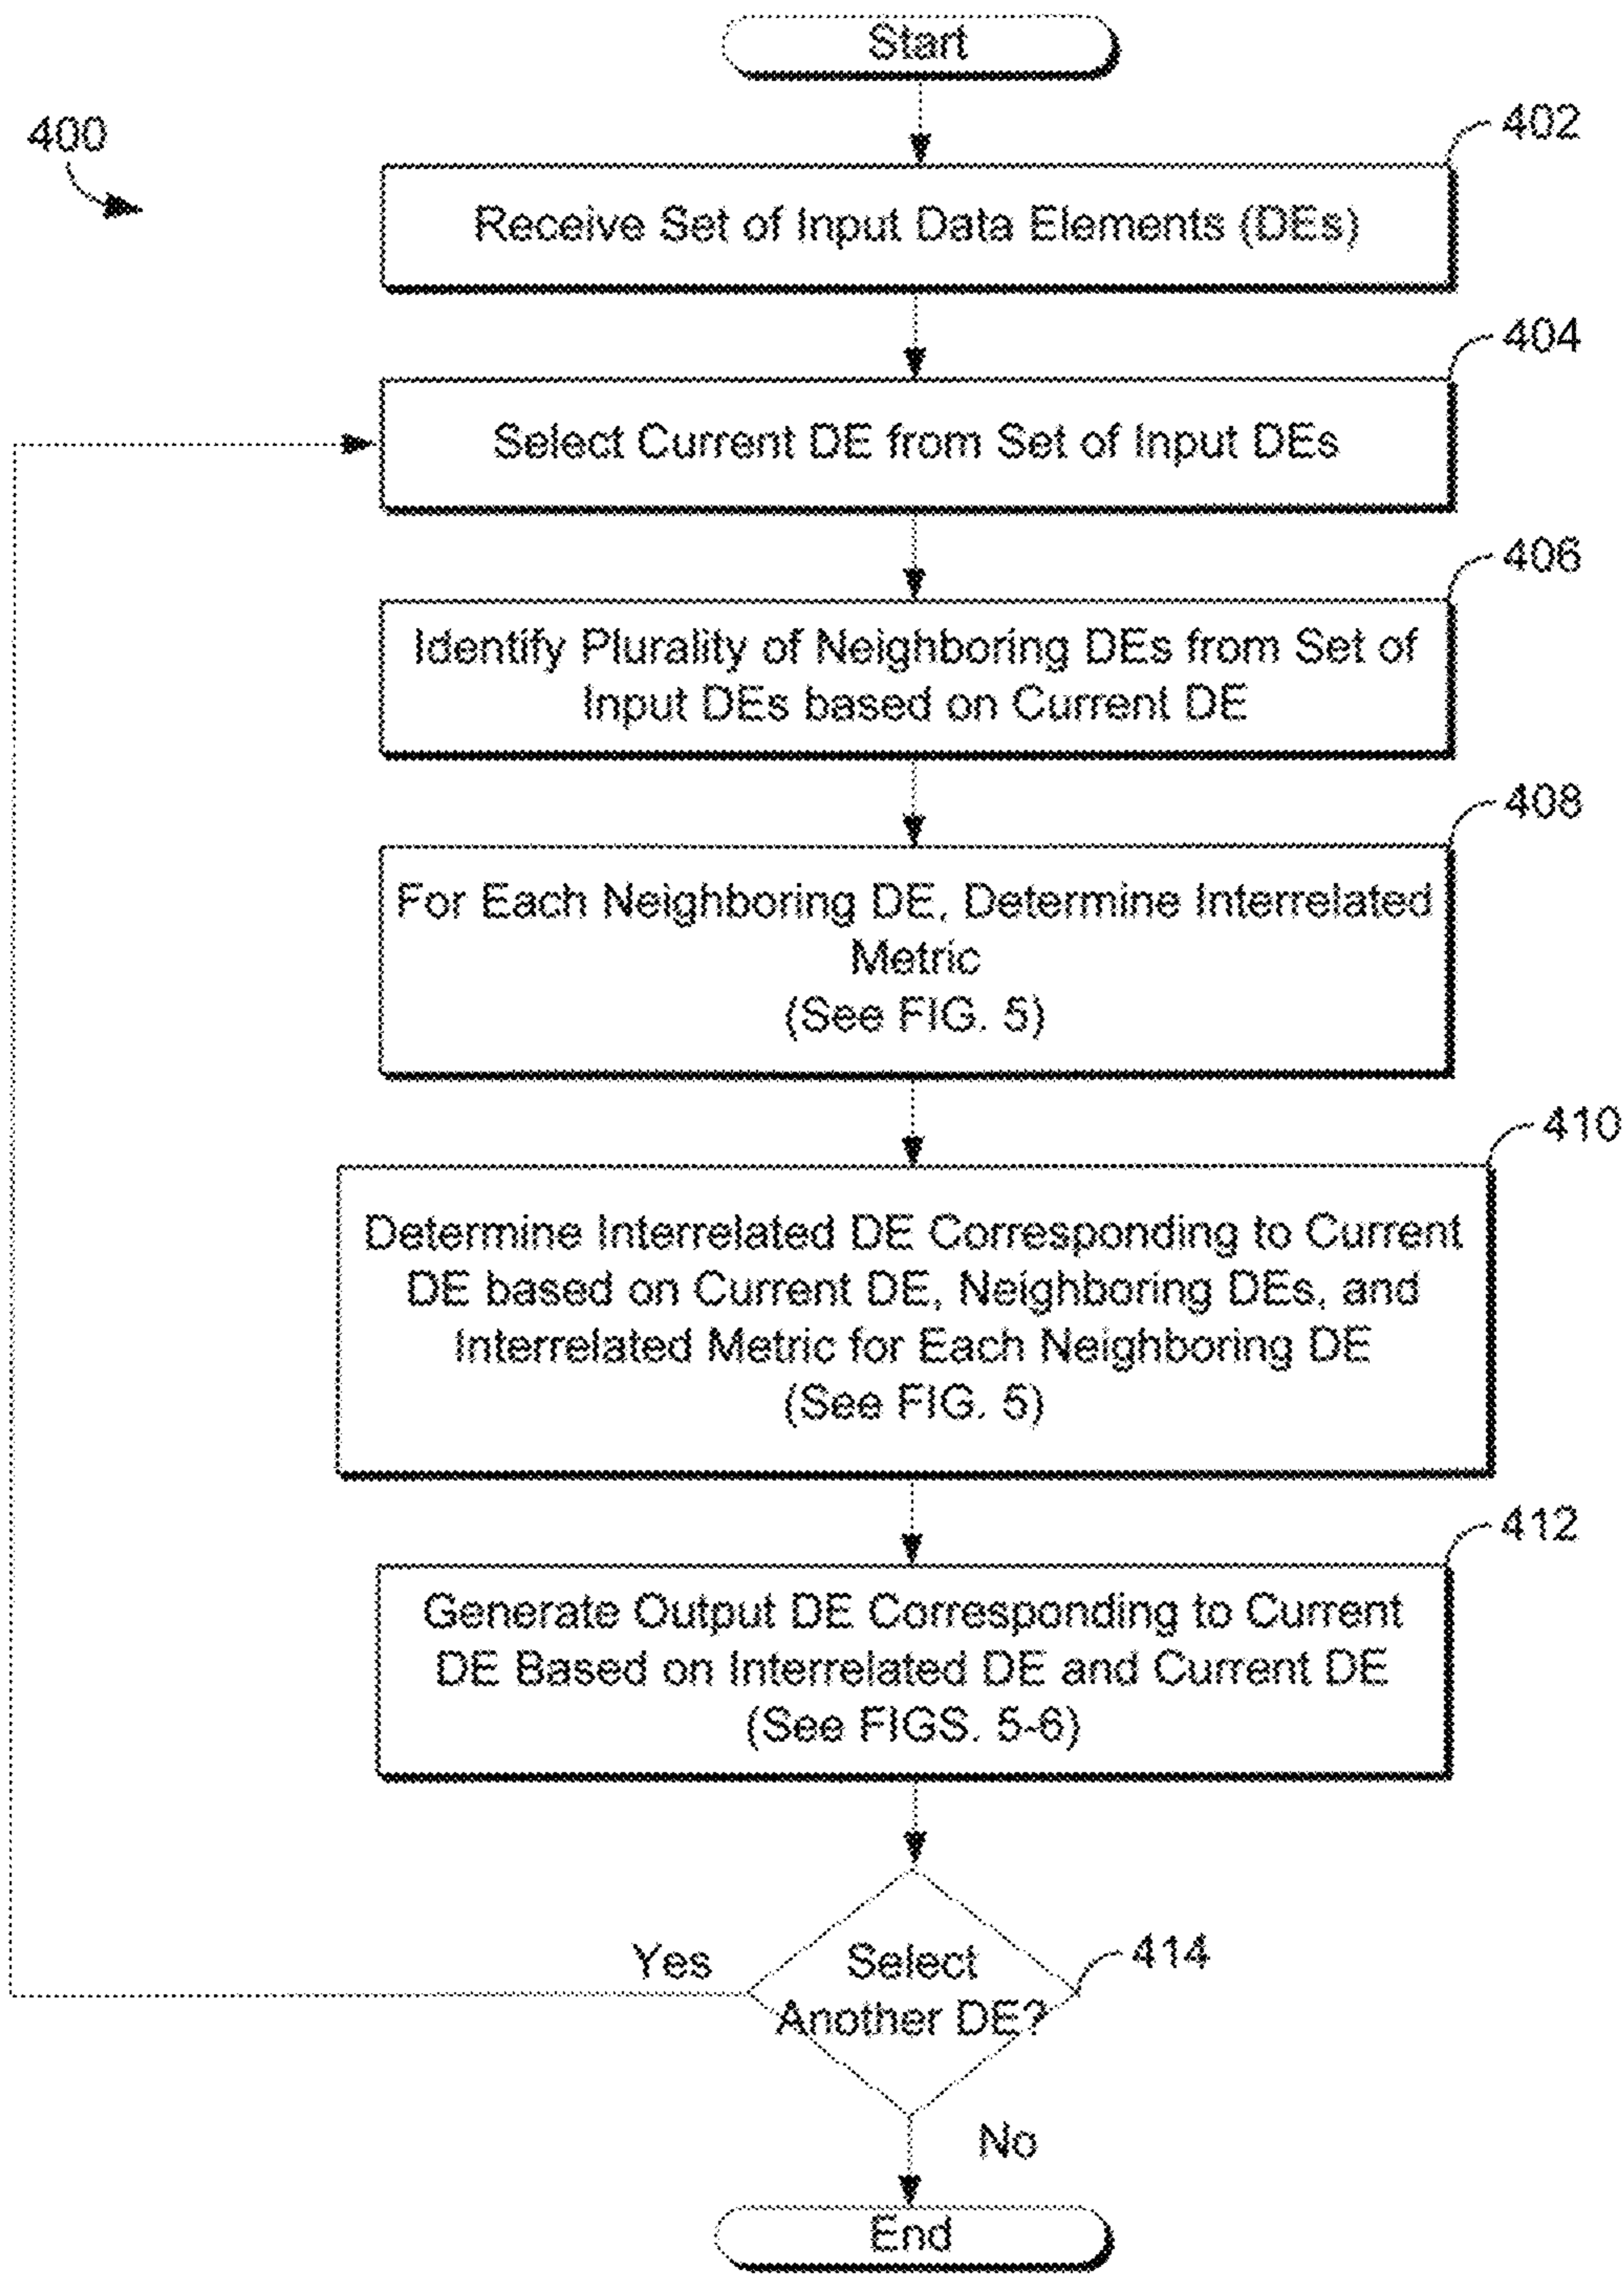 Start
400
402
Receive Set of Input Data Elements (DEs)
404
Select Current DE from Set of Input DEs
406
Identify Plurality of Neighboring DEs from Set of
Input DEs based on Current DE
408
For Each Neighboring DE, Determine Interrelated
Metric
(See FIG. 5)
410
Determine Interrelated DE Corresponding to Current
DE based on Current DE, Neighboring DEs, and
Interrelated Metric for Each Neighboring DE
(See FIG. 5)
412
Generate Output DE Corresponding to Current
DE Based on Interrelated DE and Current DE
(See FIGS. 5-6)
Yes
Select
Another DE?
414
No
End